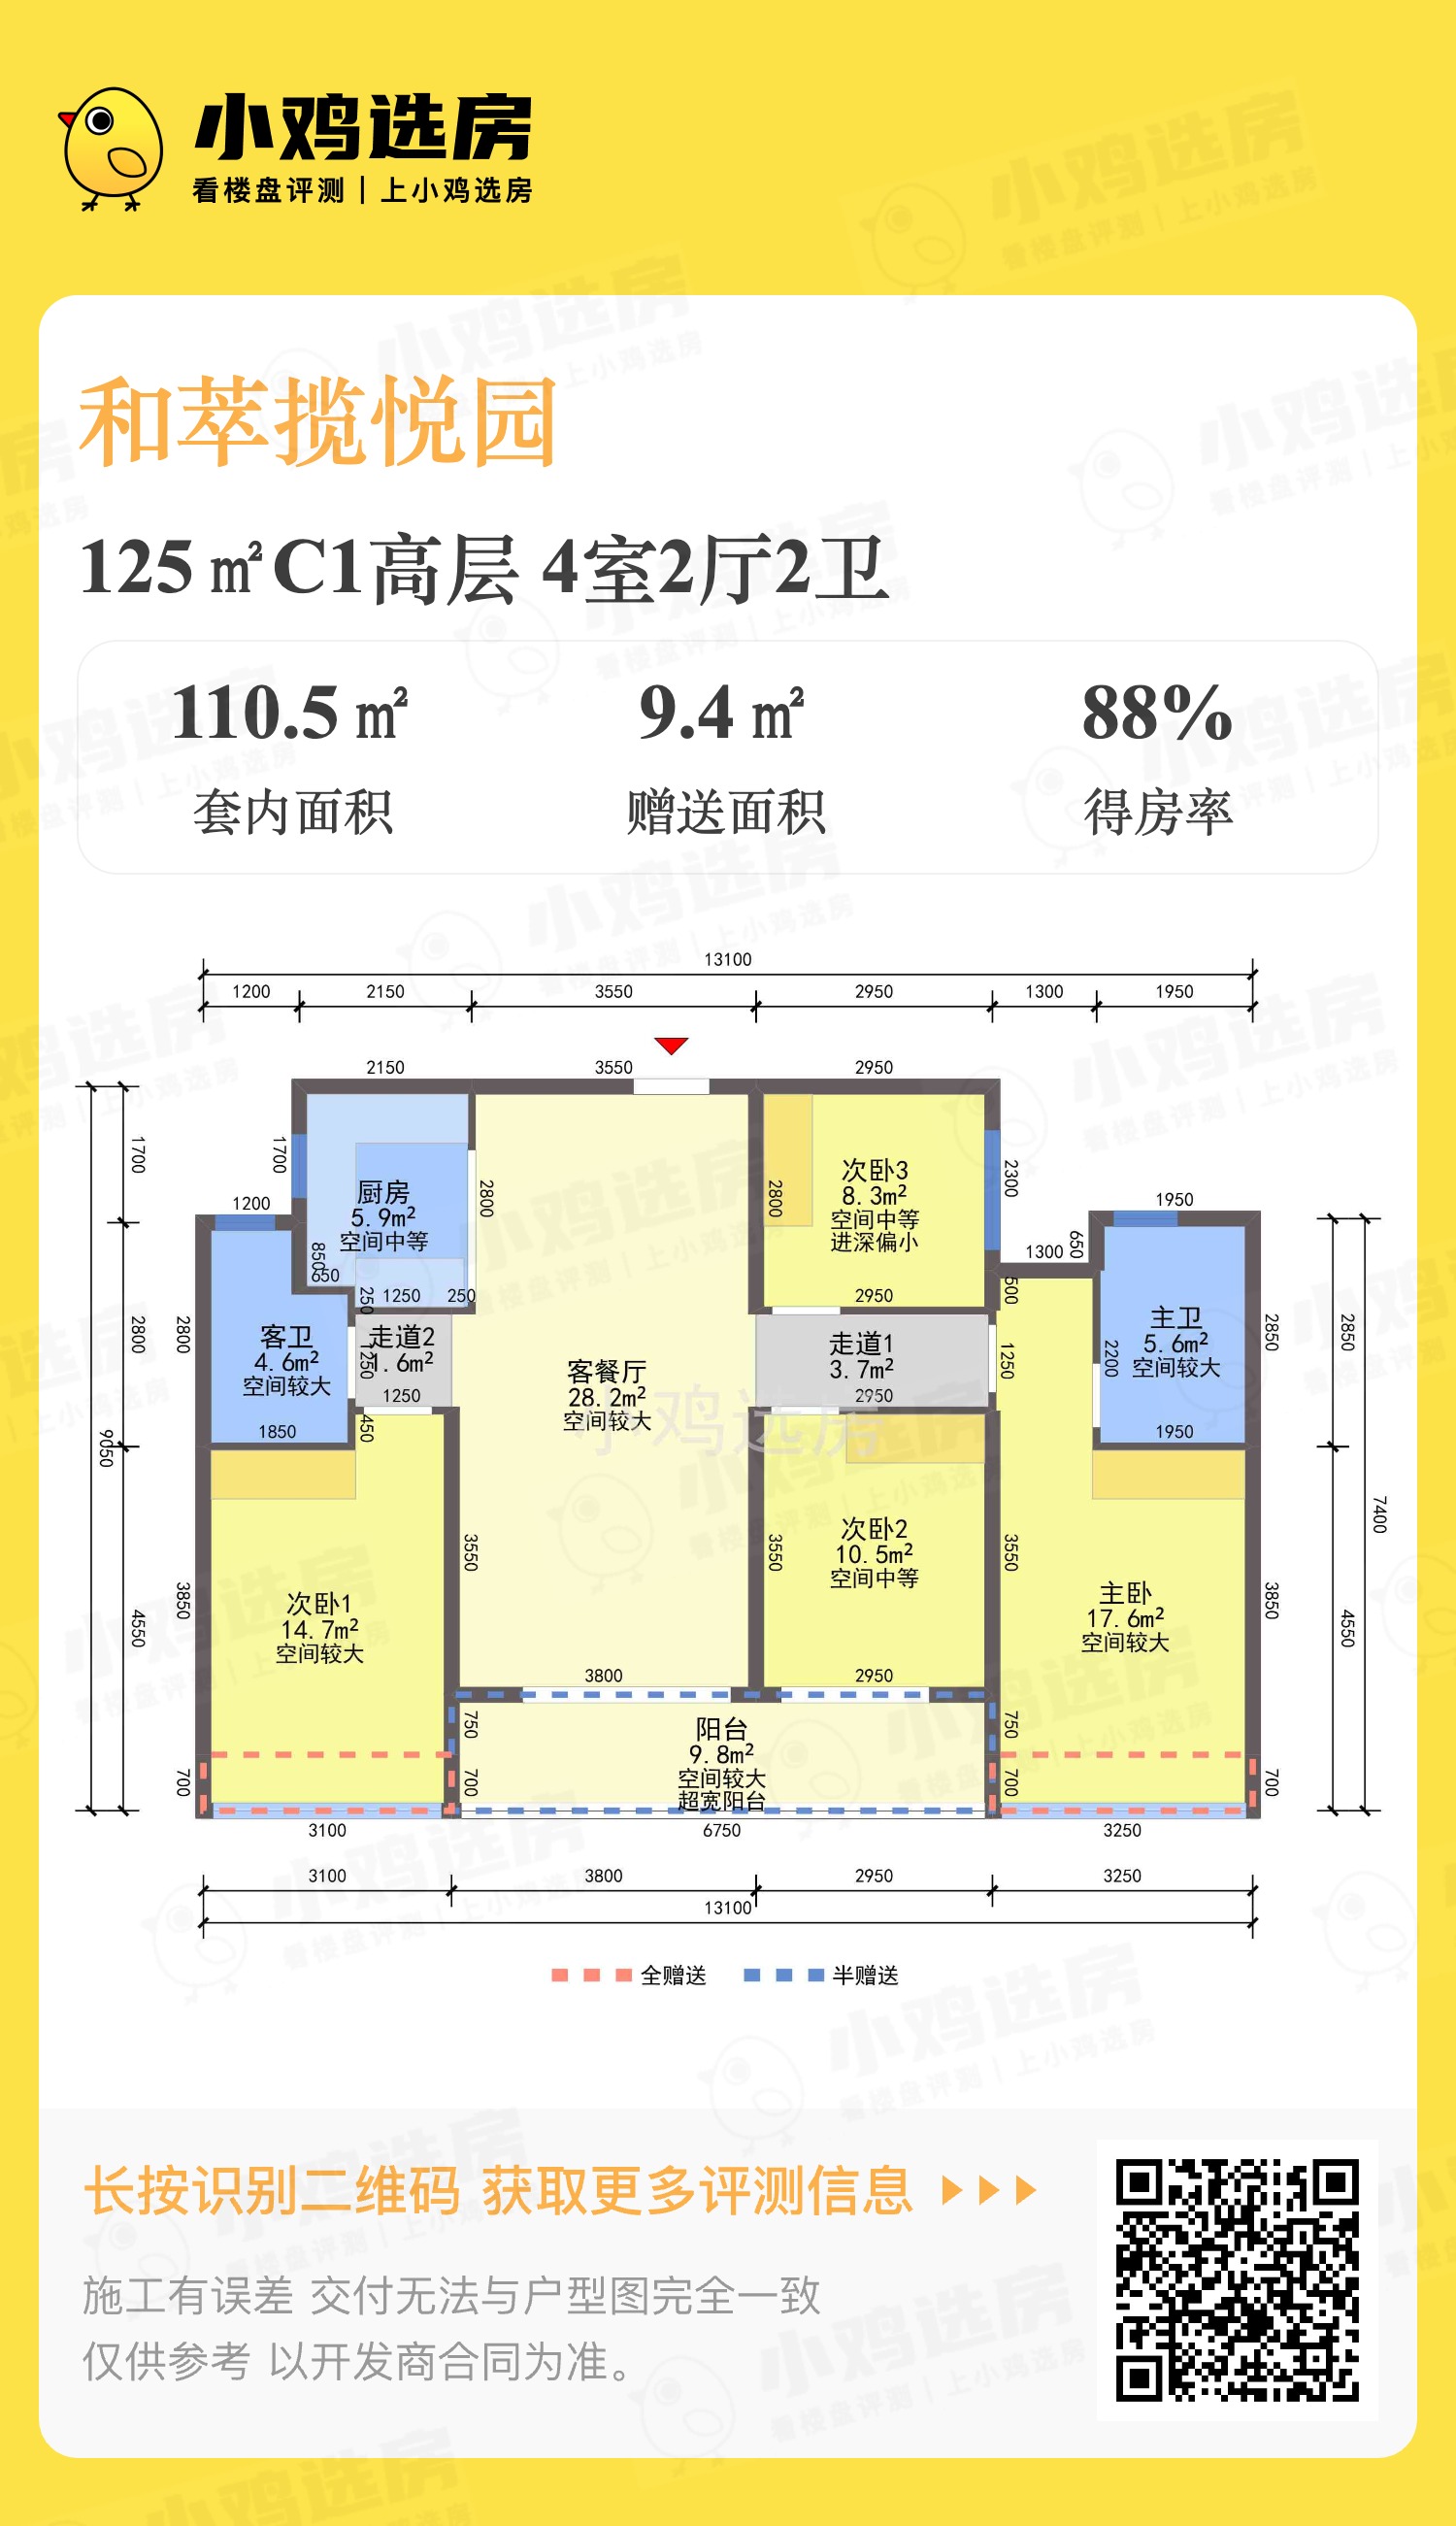 小鸡选房
看楼盘评测 | 上小鸡选房
和萃揽悦园
125㎡C1高层 4室2厅2卫
110.5㎡ 9.4㎡ 88%
套内面积 赠送面积 得房率
13100
1200 2150 3550 2950 1300 1950
2150 3550 2950
1700 1700 2800 2800 2300
厨房
5.9m²
空间中等
次卧3
8.3m²
空间中等
进深偏小
1200 1950
850 650 1300 650
250 1250 250 2950 500
客卫
4.6m²
空间较大
走道2
1.6m²
1250
1250
走道1
3.7m²
2950
1250
主卫
5.6m²
空间较大
2200
2800 2800 2850 2850
1850 450 1950
客餐厅
28.2m²
空间较大
小鸡选房
9050 7400
次卧2
10.5m²
空间中等
3550 3550 3550
次卧1
14.7m²
空间较大
主卧
17.6m²
空间较大
4550 3850 3850 4550
3800 2950
750 750
阳台
9.8m²
空间较大
超宽阳台
700 700 700 700
3100 6750 3250
3100 3800 2950 3250
13100
全赠送 半赠送
长按识别二维码 获取更多评测信息
施工有误差 交付无法与户型图完全一致
仅供参考 以开发商合同为准。